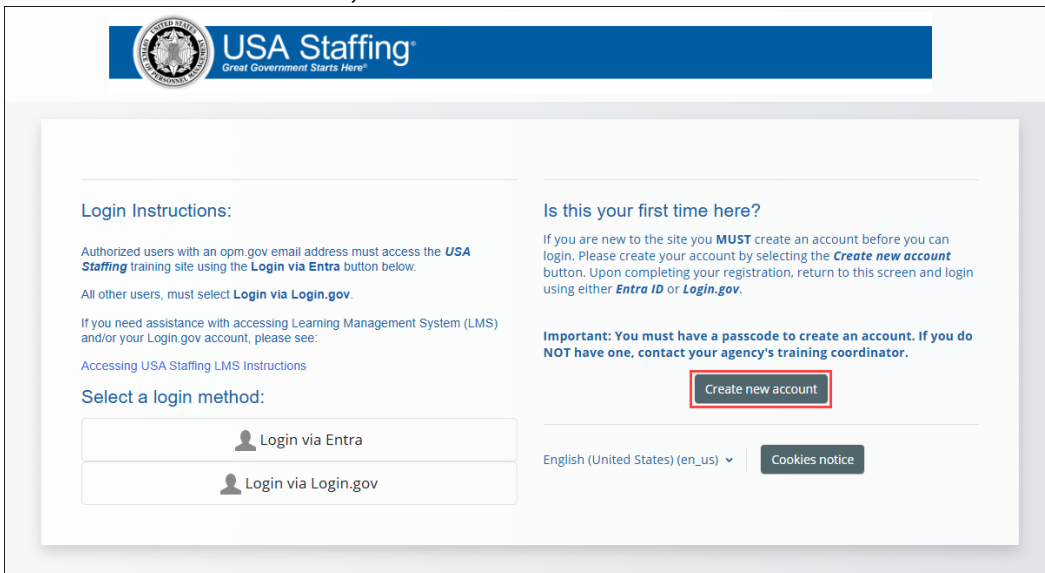 UNITED STATES
OFFICE OF PERSONNEL MANAGEMENT
USA Staffing®
Great Government Starts Here®
Login Instructions:
Authorized users with an opm.gov email address must access the USA
Staffing training site using the Login via Entra button below.
All other users, must select Login via Login.gov.
If you need assistance with accessing Learning Management System (LMS)
and/or your Login.gov account, please see:
Accessing USA Staffing LMS Instructions
Select a login method:
Login via Entra
Login via Login.gov
Is this your first time here?
If you are new to the site you MUST create an account before you can
login. Please create your account by selecting the Create new account
button. Upon completing your registration, return to this screen and login
using either Entra ID or Login.gov.
Important: You must have a passcode to create an account. If you do
NOT have one, contact your agency's training coordinator.
Create new account
English (United States) (en_us)
Cookies notice